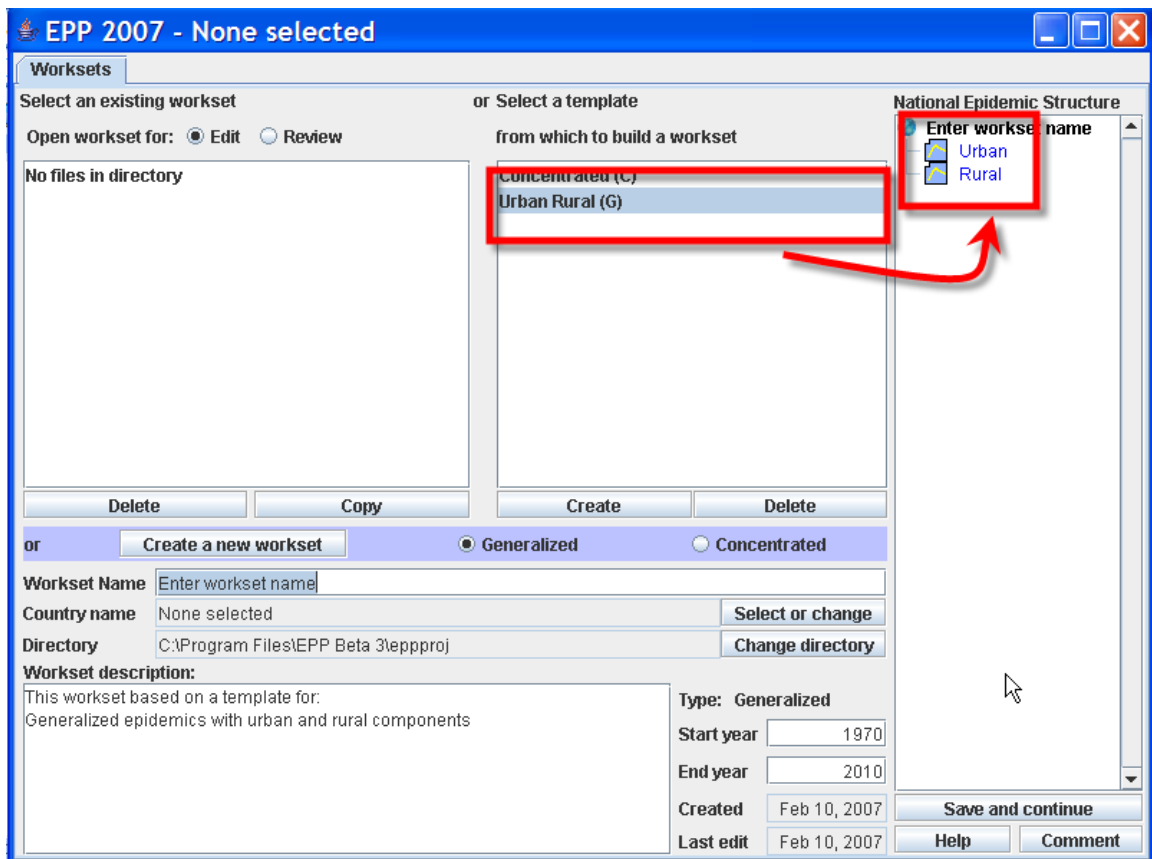 EPP 2007 - None selected
Worksets
Select an existing workset
Open workset for: Edit Review
No files in directory
Delete Copy
or Select a template
from which to build a workset
Concentrated (C)
Urban Rural (G)
Create Delete
National Epidemic Structure
Enter workset name
Urban
Rural
or Create a new workset Generalized Concentrated
Workset Name Enter workset name
Country name None selected Select or change
Directory C:\Program Files\EPP Beta 3\eppproj Change directory
Workset description:
This workset based on a template for:
Generalized epidemics with urban and rural components
Type: Generalized
Start year 1970
End year 2010
Created Feb 10, 2007
Last edit Feb 10, 2007
Save and continue
Help Comment